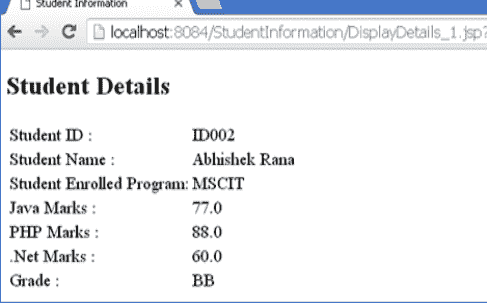 Student Information
localhost:8084/StudentInformation/DisplayDetails_1.jsp?
Student Details
Student ID : ID002
Student Name : Abhishek Rana
Student Enrolled Program: MSCIT
Java Marks : 77.0
PHP Marks : 88.0
.Net Marks : 60.0
Grade : BB